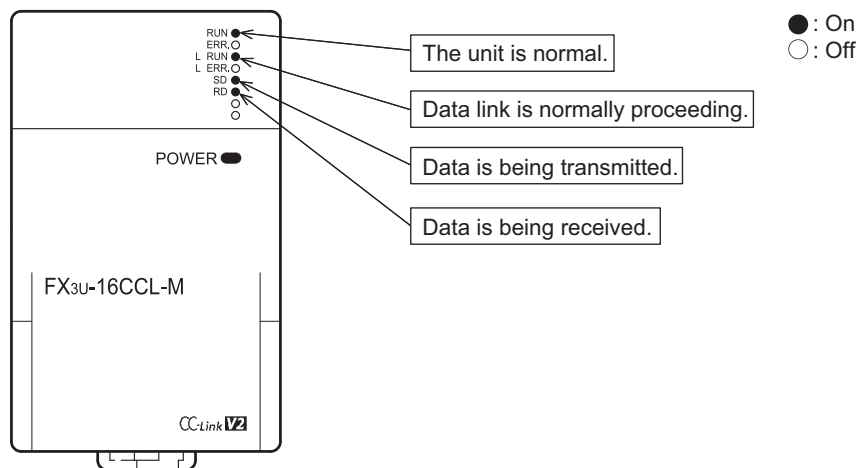 RUN
ERR.
L RUN
L ERR.
SD
RD
The unit is normal.
Data link is normally proceeding.
Data is being transmitted.
Data is being received.
: On
: Off
POWER
FX3U-16CCL-M
CC-Link V2